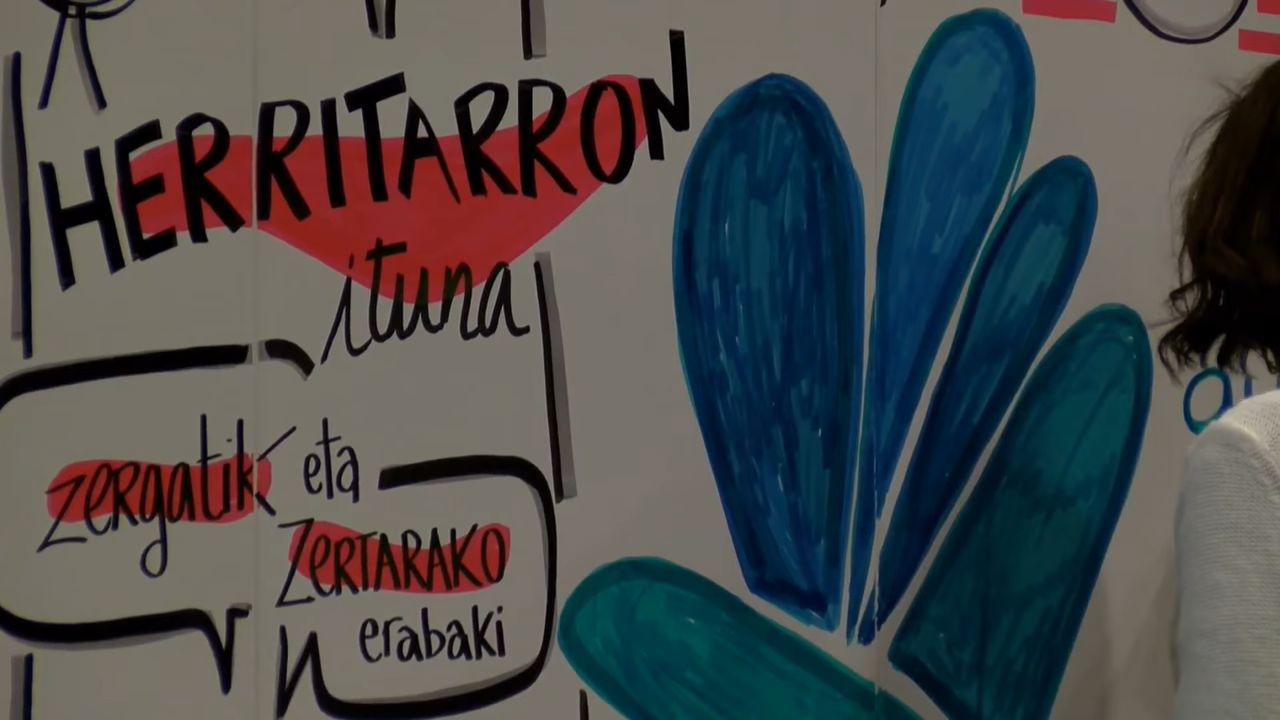 HERRITARRON
ituna
zergatik eta
ZERTARAKO
erabaki